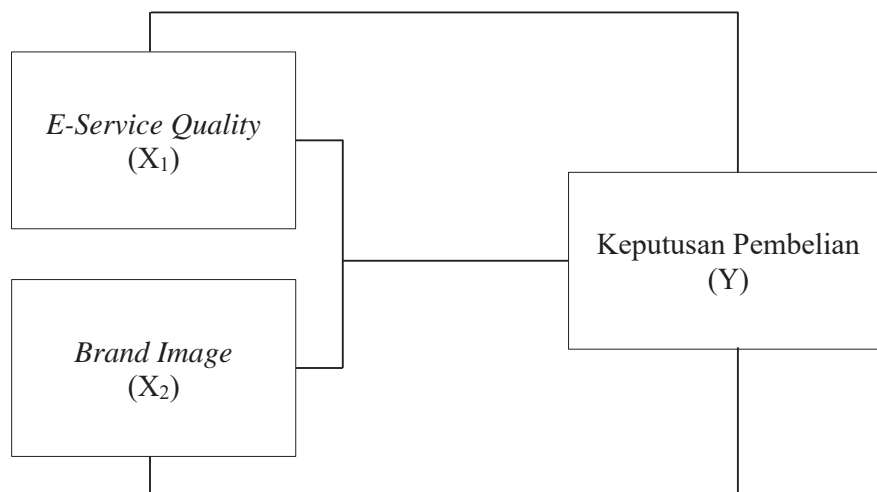 E-Service Quality
(X₁)
Keputusan Pembelian
(Y)
Brand Image
(X₂)